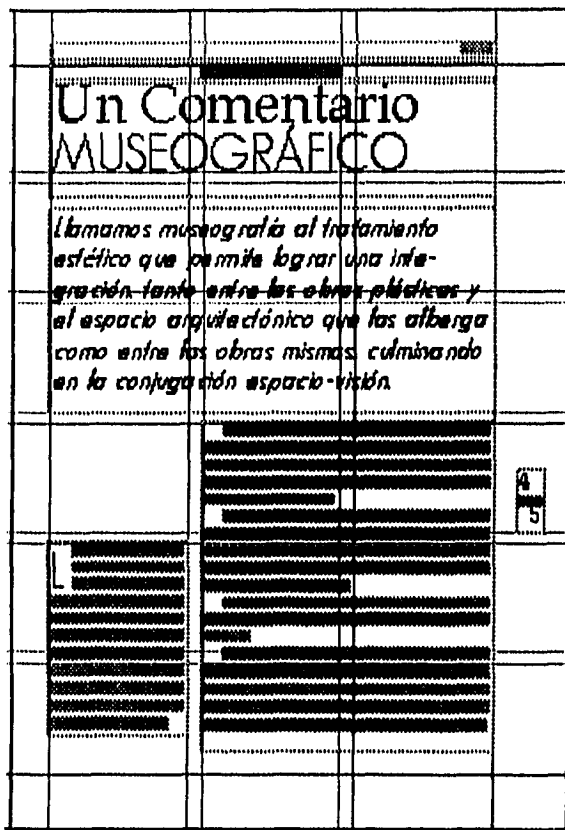 Un Comentario
MUSEOGRÁFICO
Llamamos museografía al tratamiento
estético que permite lograr una inte-
gración, tanto entre las obras plásticas y
el espacio arquitectónico que las alberga
como entre las obras mismas, culminando
en la conjugación espacio-visión.
4
5
L